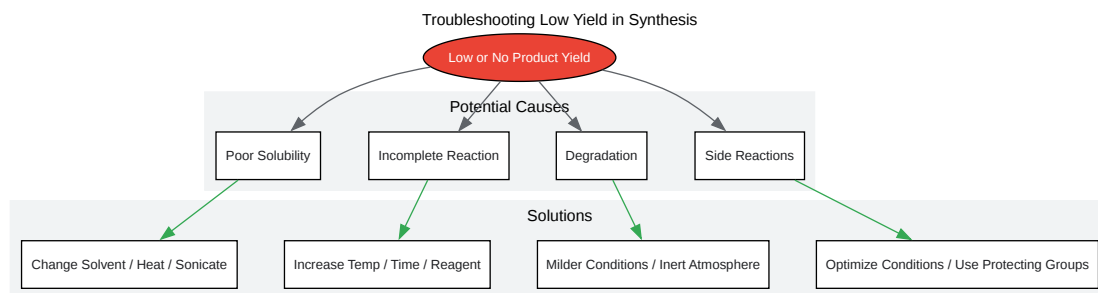 Troubleshooting Low Yield in Synthesis
Low or No Product Yield
Potential Causes
Poor Solubility
Incomplete Reaction
Degradation
Side Reactions
Solutions
Change Solvent / Heat / Sonicate
Increase Temp / Time / Reagent
Milder Conditions / Inert Atmosphere
Optimize Conditions / Use Protecting Groups